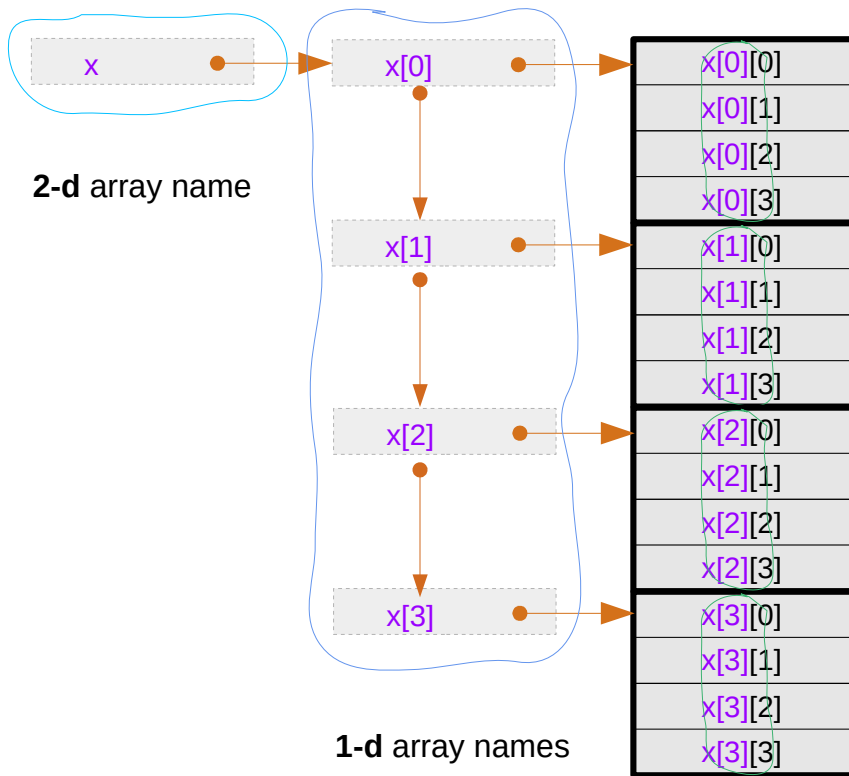 x
2-d array name
x[0]
x[1]
x[2]
x[3]
1-d array names
x[0][0]
x[0][1]
x[0][2]
x[0][3]
x[1][0]
x[1][1]
x[1][2]
x[1][3]
x[2][0]
x[2][1]
x[2][2]
x[2][3]
x[3][0]
x[3][1]
x[3][2]
x[3][3]